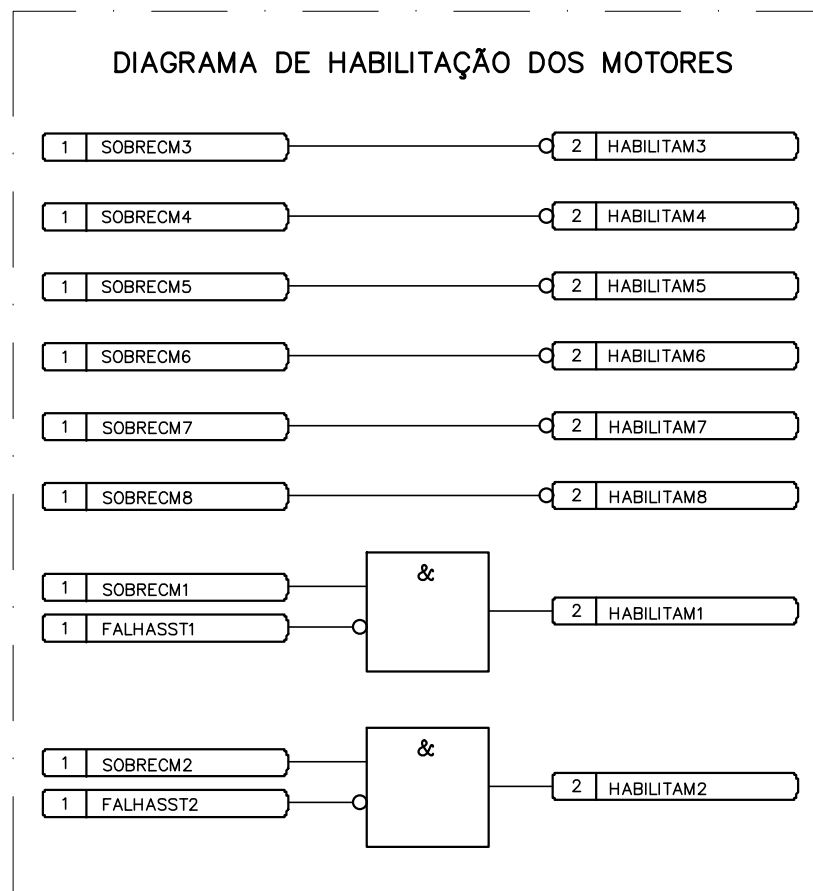 DIAGRAMA DE HABILITAÇÃO DOS MOTORES
1 SOBRECM3 2 HABILITAM3
1 SOBRECM4 2 HABILITAM4
1 SOBRECM5 2 HABILITAM5
1 SOBRECM6 2 HABILITAM6
1 SOBRECM7 2 HABILITAM7
1 SOBRECM8 2 HABILITAM8
&
1 SOBRECM1
2 HABILITAM1
1 FALHASST1
&
1 SOBRECM2
2 HABILITAM2
1 FALHASST2